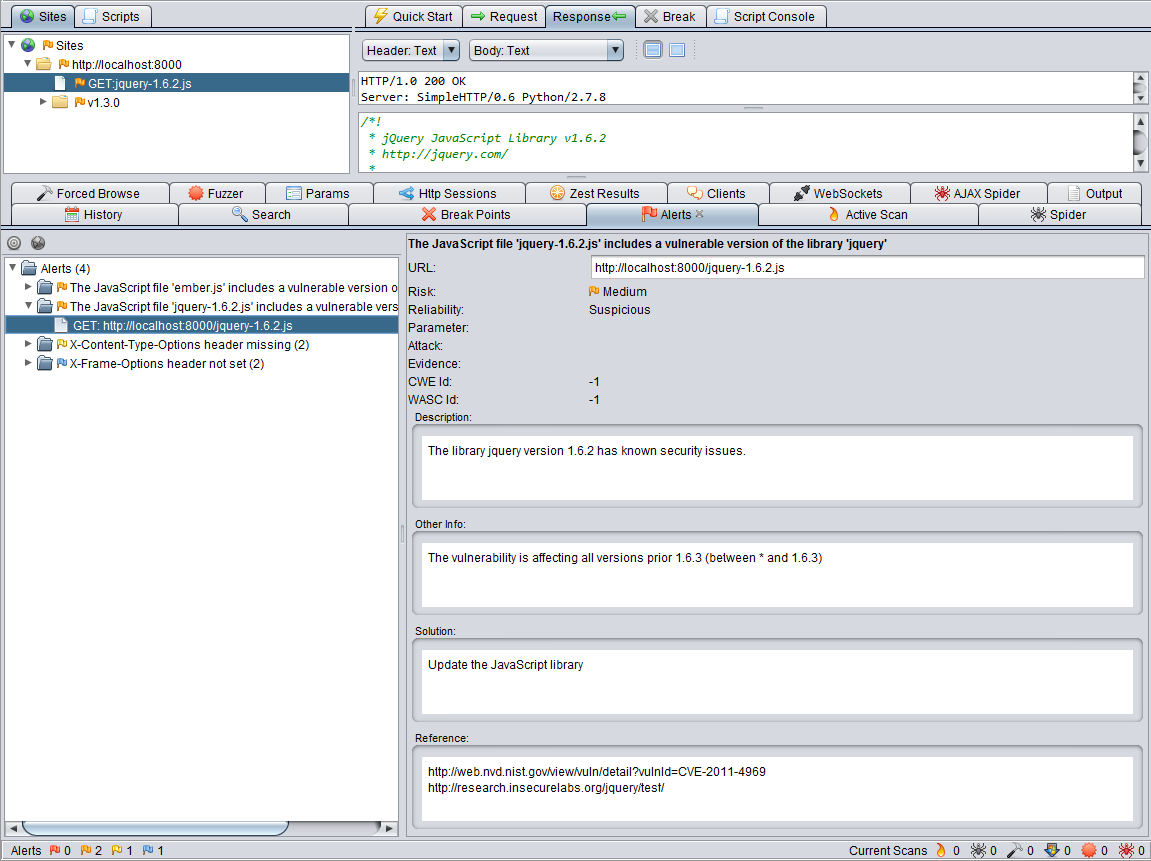 Sites Scripts
Quick Start Request Response Break Script Console
Sites
http://localhost:8000
GET:jquery-1.6.2.js
v1.3.0
Header: Text Body: Text
HTTP/1.0 200 OK
Server: SimpleHTTP/0.6 Python/2.7.8
/*!
* jQuery JavaScript Library v1.6.2
* http://jquery.com/
*
Forced Browse Fuzzer Params Http Sessions Zest Results Clients WebSockets AJAX Spider Output
History Search Break Points Alerts Active Scan Spider
Alerts (4)
The JavaScript file 'ember.js' includes a vulnerable version o
The JavaScript file 'jquery-1.6.2.js' includes a vulnerable vers
GET: http://localhost:8000/jquery-1.6.2.js
X-Content-Type-Options header missing (2)
X-Frame-Options header not set (2)
The JavaScript file 'jquery-1.6.2.js' includes a vulnerable version of the library 'jquery'
URL: http://localhost:8000/jquery-1.6.2.js
Risk: Medium
Reliability: Suspicious
Parameter:
Attack:
Evidence:
CWE Id: -1
WASC Id: -1
Description:
The library jquery version 1.6.2 has known security issues.
Other Info:
The vulnerability is affecting all versions prior 1.6.3 (between * and 1.6.3)
Solution:
Update the JavaScript library
Reference:
http://web.nvd.nist.gov/view/vuln/detail?vulnId=CVE-2011-4969
http://research.insecurelabs.org/jquery/test/
Alerts 0 2 1 1
Current Scans 0 0 0 0 0 0